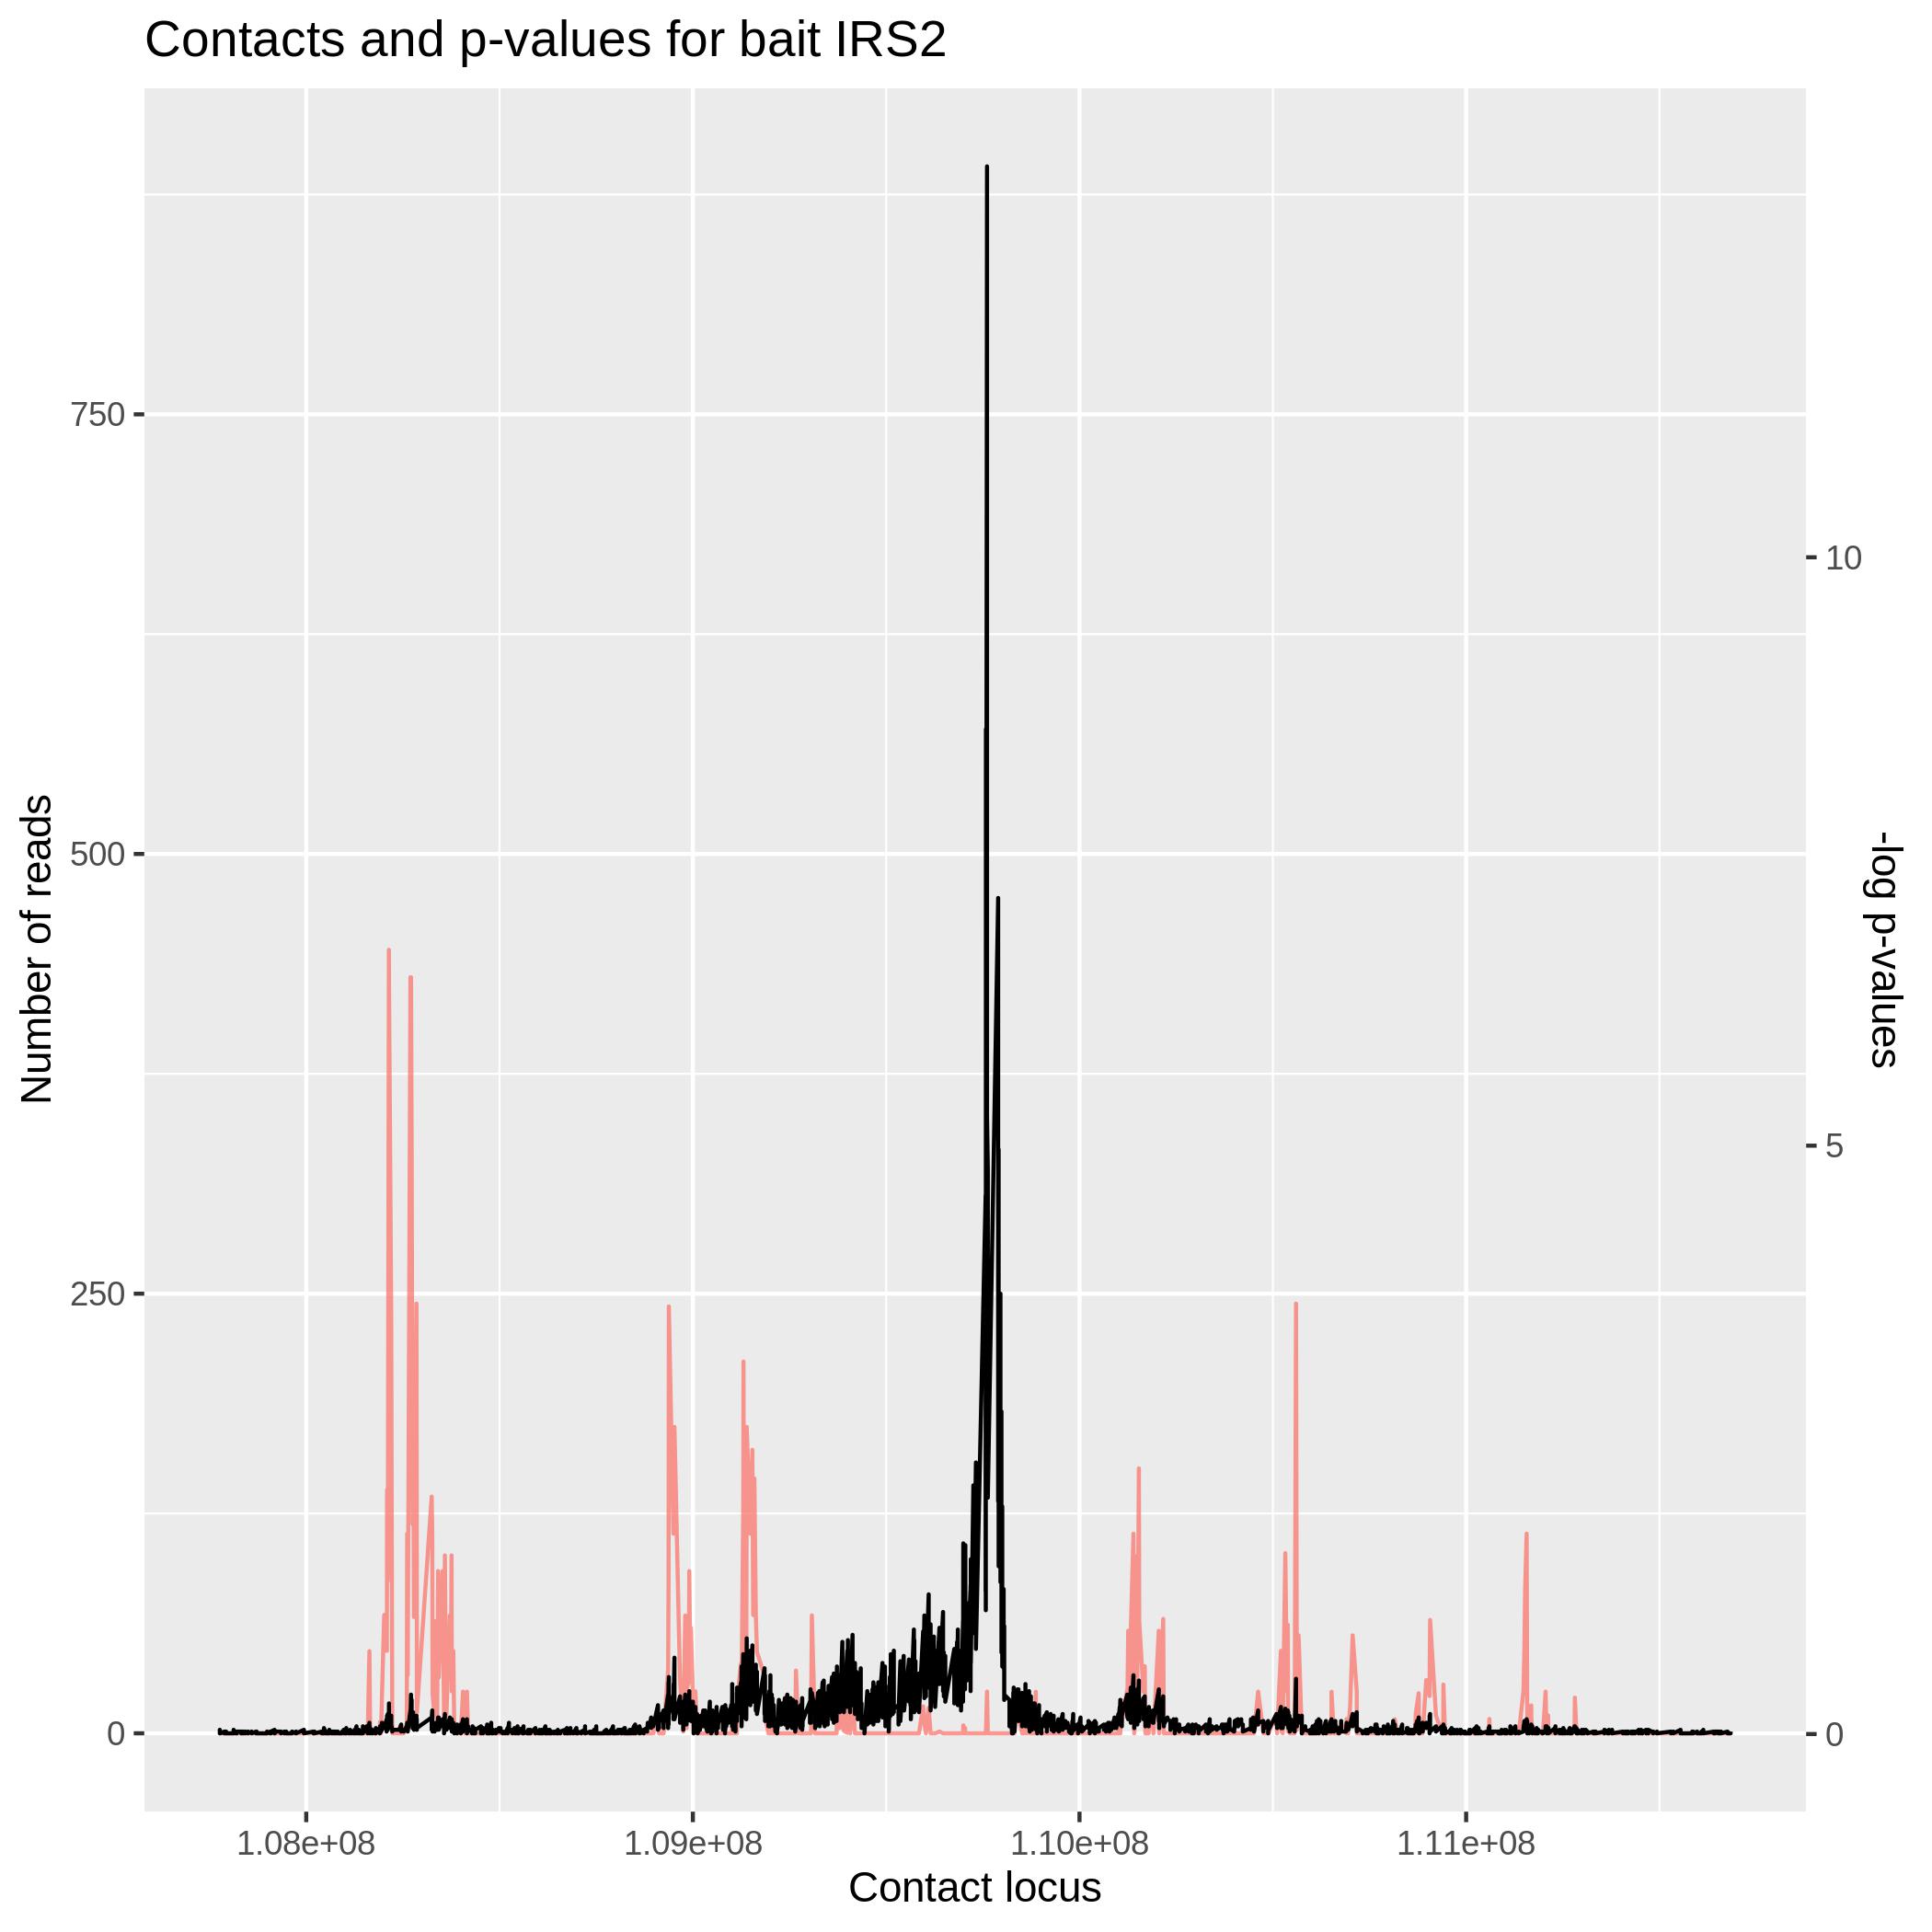 Contacts and p-values for bait IRS2
Number of reads
750
500
250
0
10
5
0
-log p-values
1.08e+08
1.09e+08
1.10e+08
1.11e+08
Contact locus